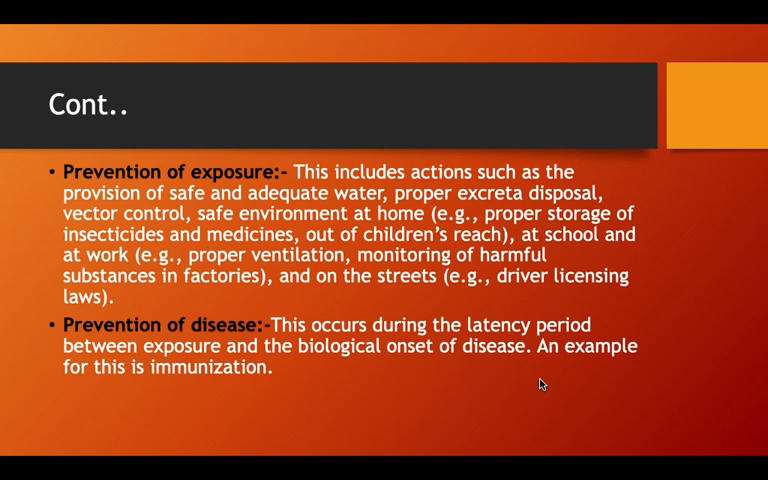 Cont..
• Prevention of exposure:- This includes actions such as the
provision of safe and adequate water, proper excreta disposal,
vector control, safe environment at home (e.g., proper storage of
insecticides and medicines, out of children’s reach), at school and
at work (e.g., proper ventilation, monitoring of harmful
substances in factories), and on the streets (e.g., driver licensing
laws).
• Prevention of disease:-This occurs during the latency period
between exposure and the biological onset of disease. An example
for this is immunization.